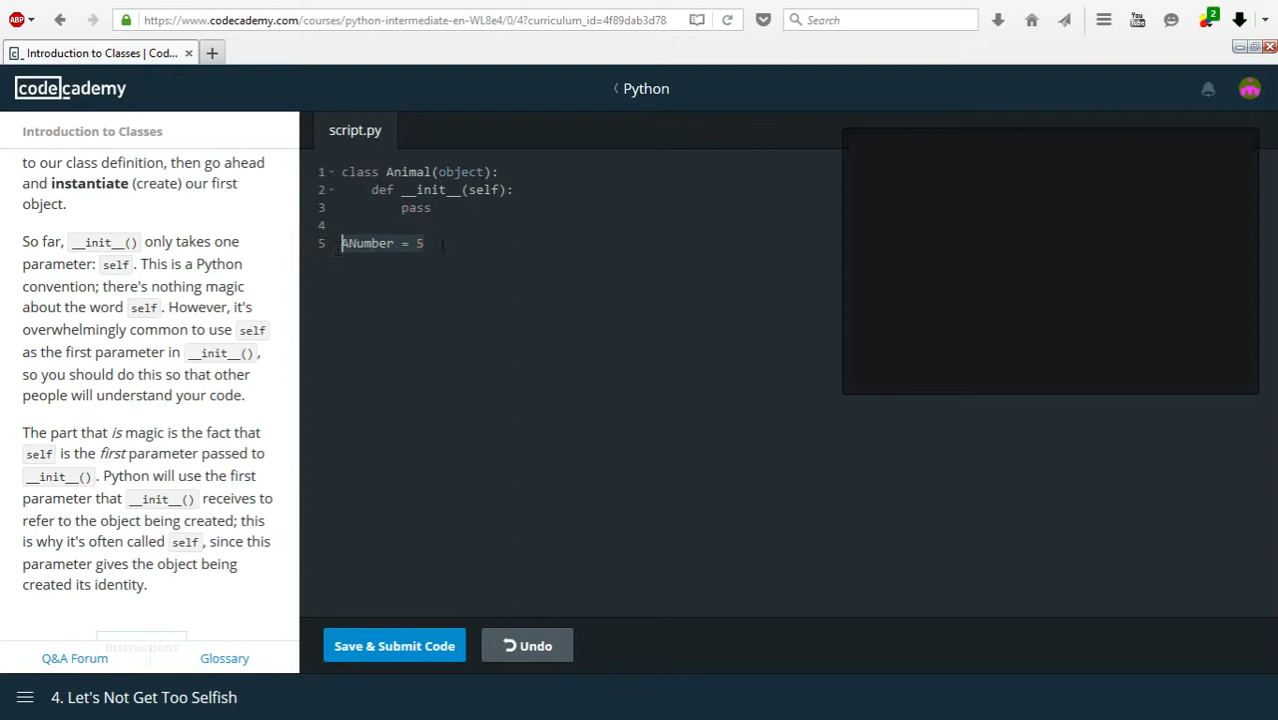 ABP
https://www.codecademy.com/courses/python-intermediate-en-WL8e4/0/4?curriculum_id=4f89dab3d78
Search
You
Tube
2
Introduction to Classes | Cod...
codecademy
Python
Introduction to Classes
script.py
to our class definition, then go ahead
and instantiate (create) our first
object.
So far, __init__() only takes one
parameter: self. This is a Python
convention; there's nothing magic
about the word self. However, it's
overwhelmingly common to use self
as the first parameter in __init__(),
so you should do this so that other
people will understand your code.
The part that is magic is the fact that
self is the first parameter passed to
__init__(). Python will use the first
parameter that __init__() receives to
refer to the object being created; this
is why it's often called self, since this
parameter gives the object being
created its identity.
Instructions
Q&A Forum
Glossary
1 class Animal(object):
2 def __init__(self):
3 pass
4
5 ANumber = 5
Save & Submit Code
Undo
4. Let's Not Get Too Selfish